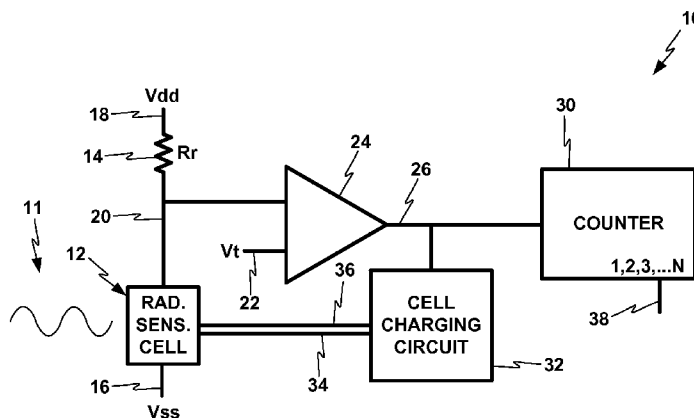 10
Vdd
18
14
Rr
20
11
12
RAD.
SENS.
CELL
16
Vss
24
26
Vt
22
36
34
CELL
CHARGING
CIRCUIT
32
30
COUNTER
1,2,3,...N
38